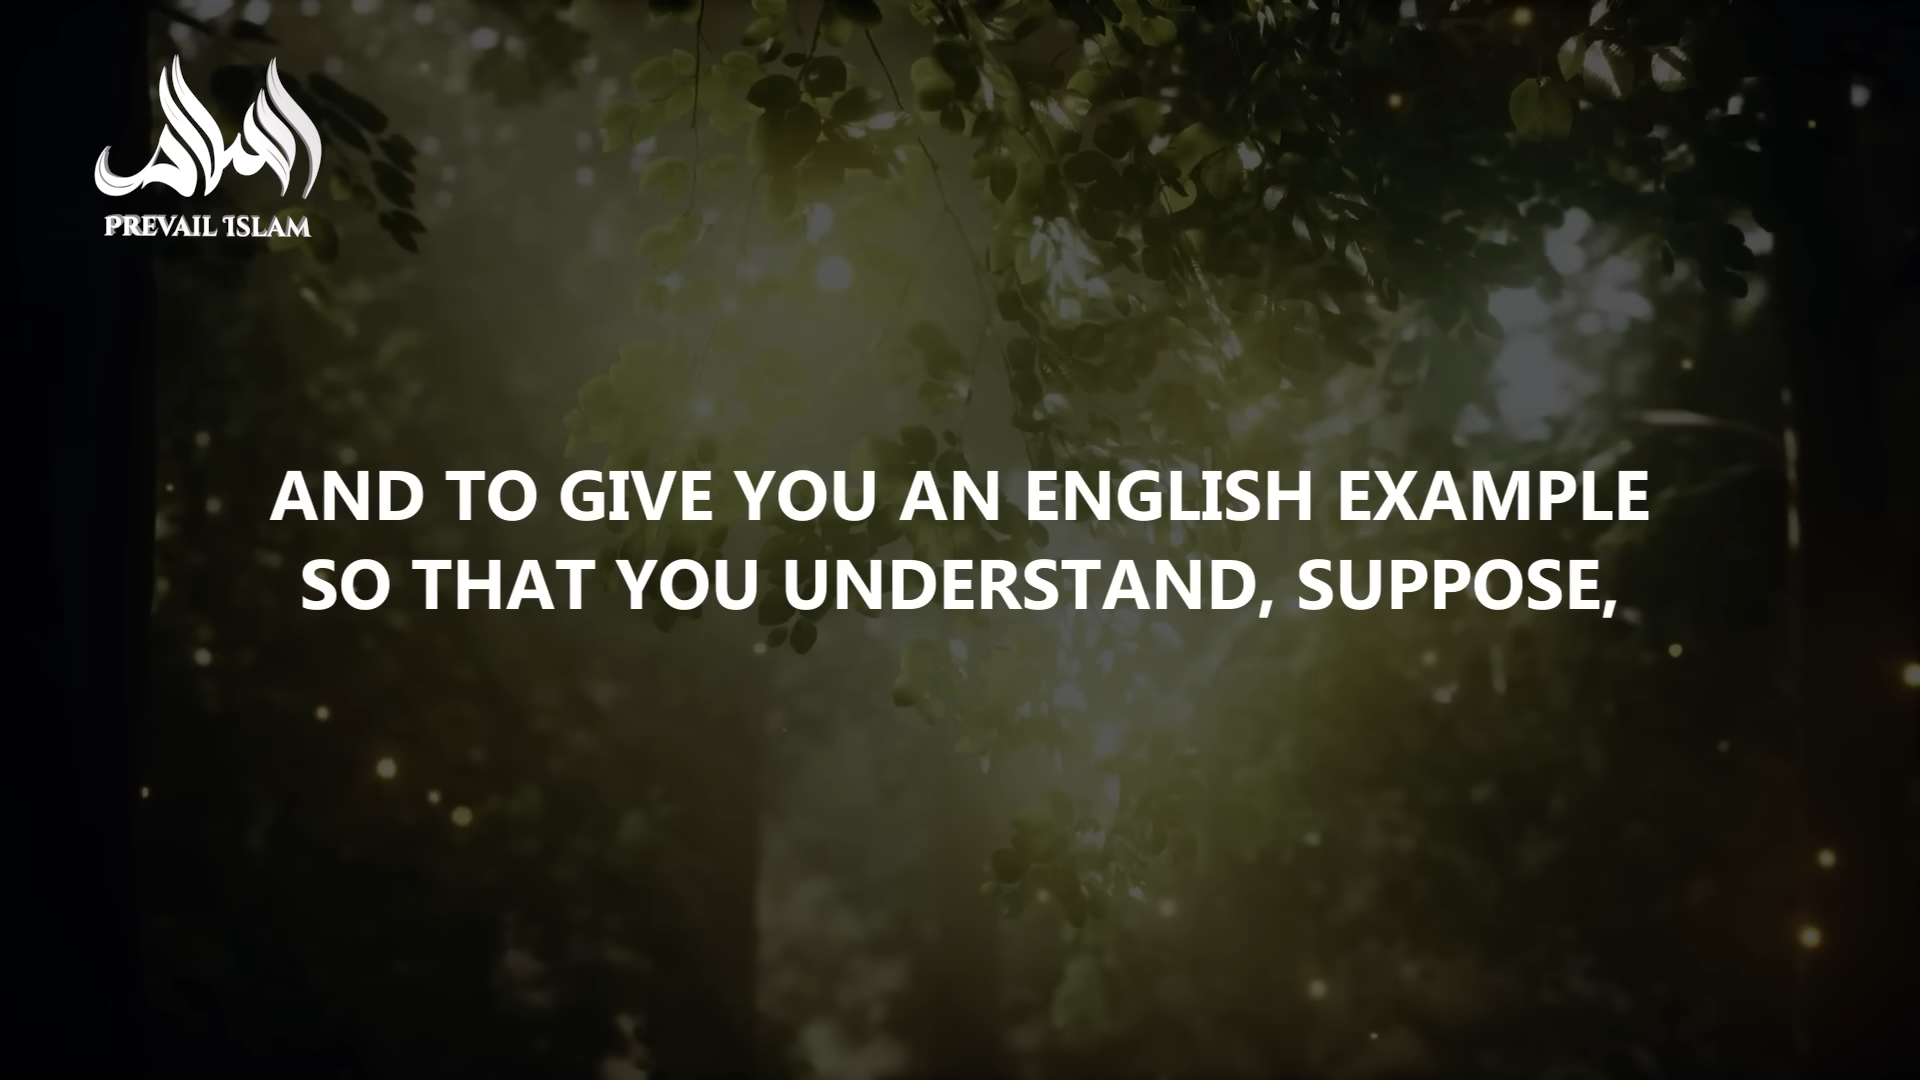 PREVAIL ISLAM
AND TO GIVE YOU AN ENGLISH EXAMPLE
SO THAT YOU UNDERSTAND, SUPPOSE,